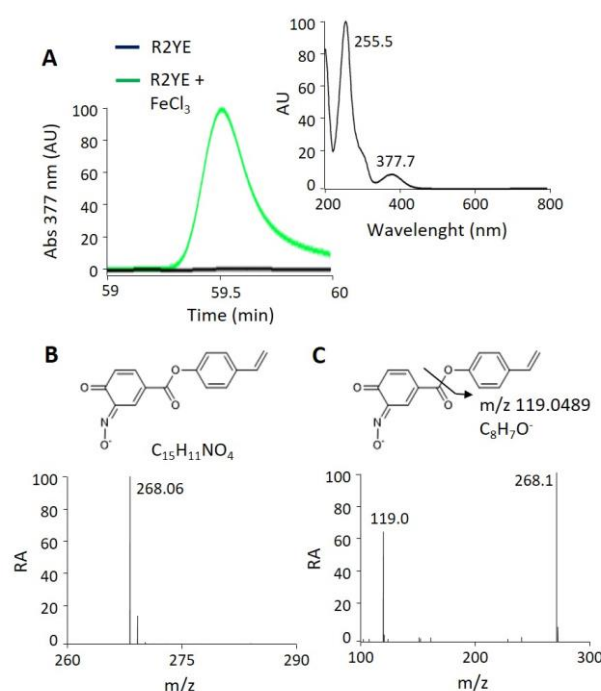 A
R2YE
R2YE +
FeCl3
Abs 377 nm (AU)
100
80
60
40
20
0
59
59.5
60
Time (min)
AU
100
80
60
40
20
0
255.5
377.7
200
400
600
800
Wavelenght (nm)
B
O
O
O
N
O-
C15H11NO4
RA
100
80
60
40
20
0
268.06
260
275
290
m/z
C
O
O
O
N
O-
m/z 119.0489
C8H7O-
RA
100
80
60
40
20
0
119.0
268.1
100
200
300
m/z